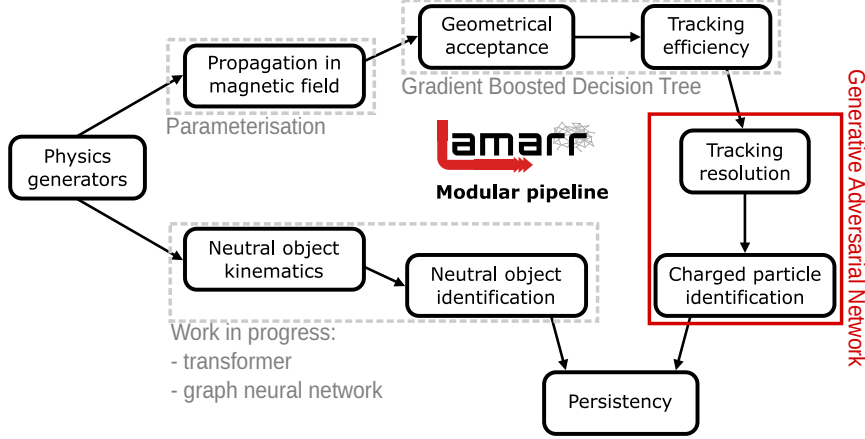 Geometrical
acceptance
Tracking
efficiency
Propagation in
magnetic field
Gradient Boosted Decision Tree
Parameterisation
Physics
generators
Lamarr
Modular pipeline
Tracking
resolution
Generative Adversarial Network
Neutral object
kinematics
Neutral object
identification
Charged particle
identification
Work in progress:
- transformer
- graph neural network
Persistency